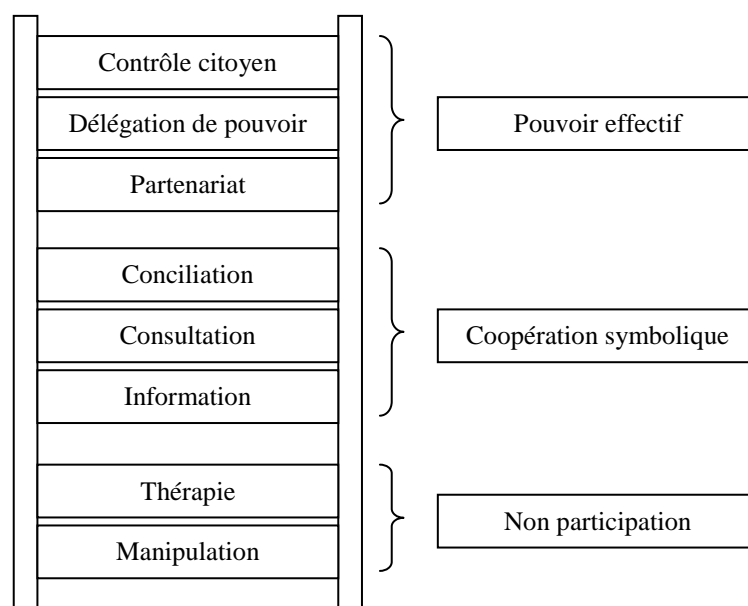 Contrôle citoyen
Délégation de pouvoir
Partenariat
Pouvoir effectif
Conciliation
Consultation
Information
Coopération symbolique
Thérapie
Manipulation
Non participation